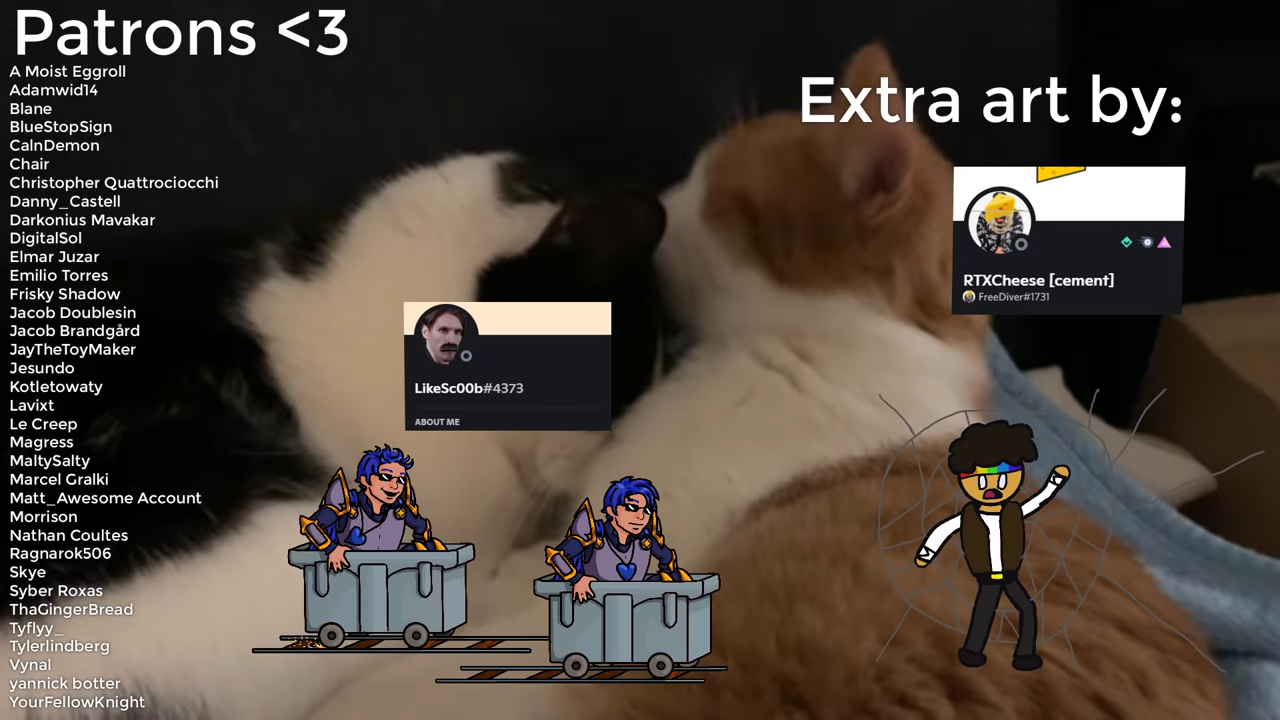 Patrons <3
A Moist Eggroll
Adamwid14
Blane
BlueStopSign
CalnDemon
Chair
Christopher Quattrociocchi
Danny_Castell
Darkonius Mavakar
DigitalSol
Elmar Juzar
Emilio Torres
Frisky Shadow
Jacob Doublesin
Jacob Brandgård
JayTheToyMaker
Jesundo
Kotletowaty
Lavixt
Le Creep
Magress
MaltySalty
Marcel Gralki
Matt_Awesome Account
Morrison
Nathan Coultes
Ragnarok506
Skye
Syber Roxas
ThaGingerBread
Tyflyy_
Tylerlindberg
Vynal
yannick botter
YourFellowKnight
Extra art by:
RTXCheese [cement]
FreeDiver#1731
LikeSc00b#4373
ABOUT ME